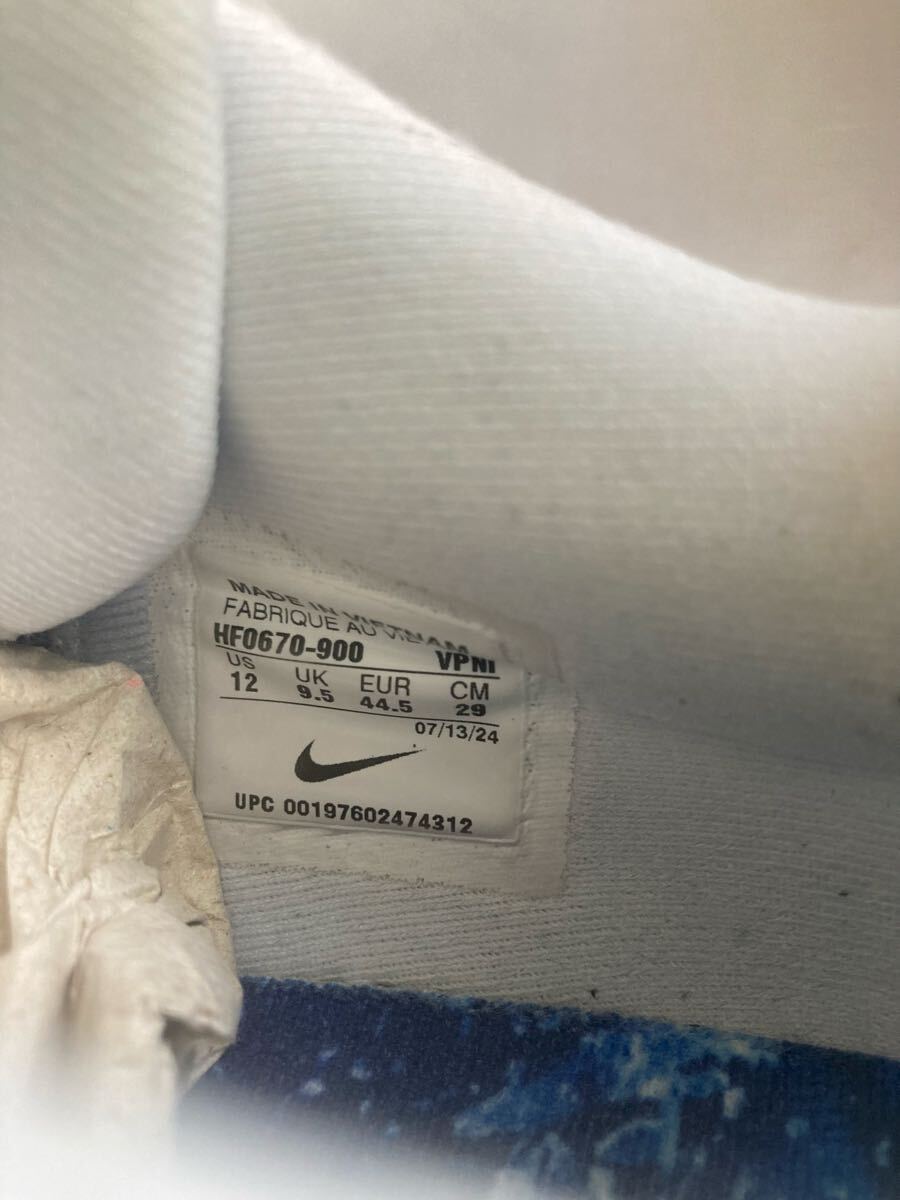 MADE IN VIETNAM
FABRIQUE AU
HF0670-900 VPNI
US UK EUR CM
12 9.5 44.5 29
07/13/24
UPC 00197602474312